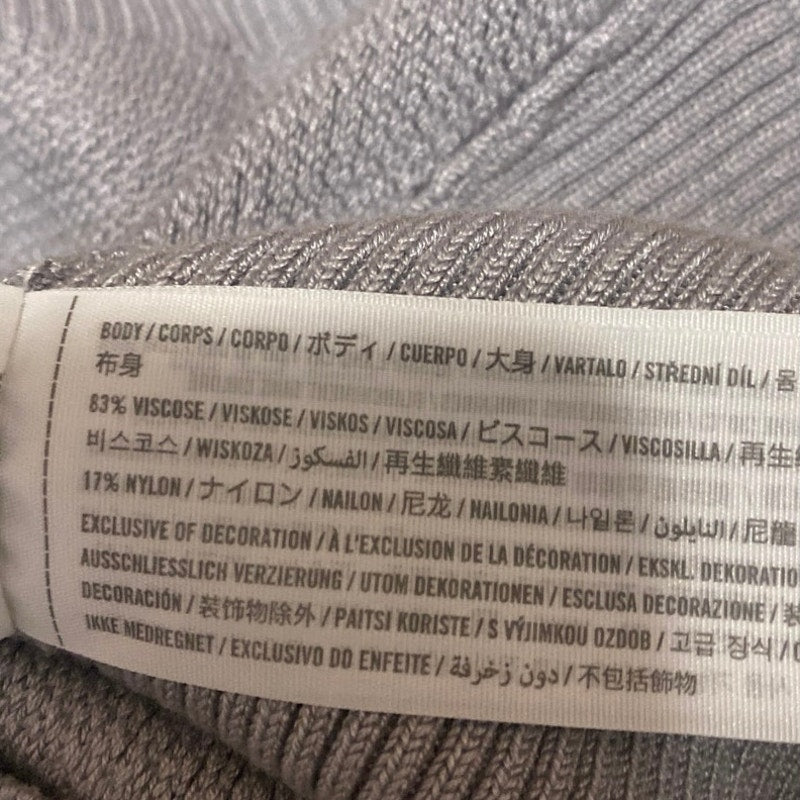 BODY / CORPS / CORPO / ボディ / CUERPO / 大身 / VARTALO / STŘEDNÍ DÍL / 몸
布身
83% VISCOSE / VISKOSE / VISKOS / VISCOSA / ビスコース / VISCOSILLA / 再生
비스코스 / WISKOZA / الفسكوز / 再生纖維素纖維
17% NYLON / ナイロン / NAILON / 尼龙 / NAILONIA / 나일론 / النايلون / 尼龍
EXCLUSIVE OF DECORATION / À L'EXCLUSION DE LA DÉCORATION / EKSKL. DEKORATIO
AUSSCHLIESSLICH VERZIERUNG / UTOM DEKORATIONEN / ESCLUSA DECORAZIONE /
DECORACIÓN / 装饰物除外 / PAITSI KORISTE / S VÝJIMKOU OZDOB / 고급 장식 /
IKKE MEDREGNET / EXCLUSIVO DO ENFEITE / دون زخرفة / 不包括飾物